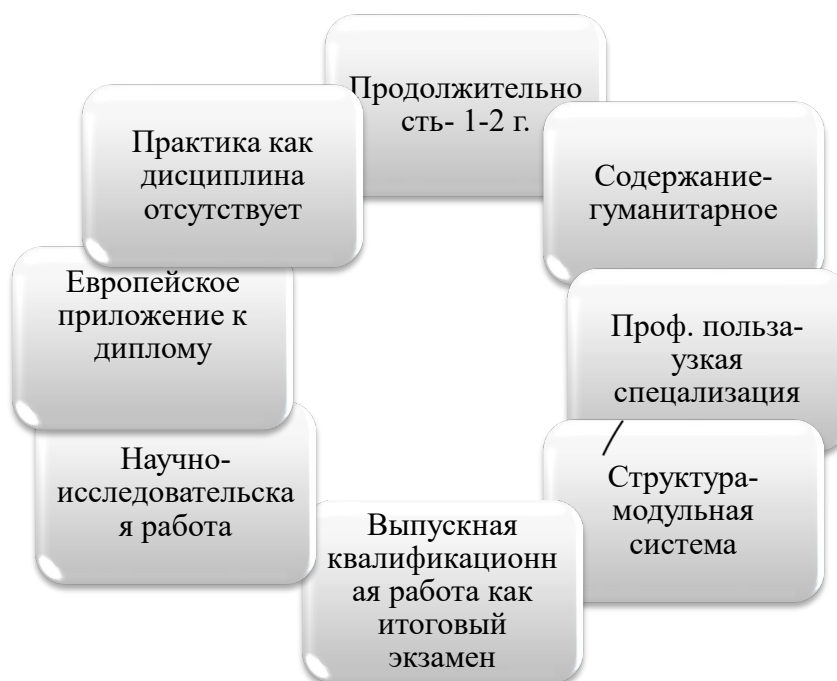 Продолжительно
сть- 1-2 г.
Содержание-
гуманитарное
Проф. польза-
узкая
спецализация
Структура-
модульная
система
Выпускная
квалификационн
ая работа как
итоговый
экзамен
Научно-
исследовательска
я работа
Европейское
приложение к
диплому
Практика как
дисциплина
отсутствует